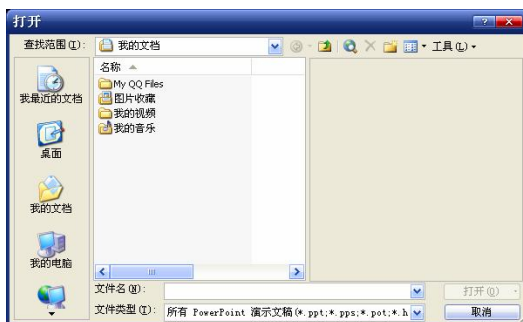 打开
查找范围(I): 我的文档 工具(L)
名称
My QQ Files
图片收藏
我的视频
我的音乐
我最近的文档
桌面
我的文档
我的电脑
文件名(N): 打开(O)
文件类型(T): 所有 PowerPoint 演示文稿(*.ppt;*.pps;*.pot;*.h 取消